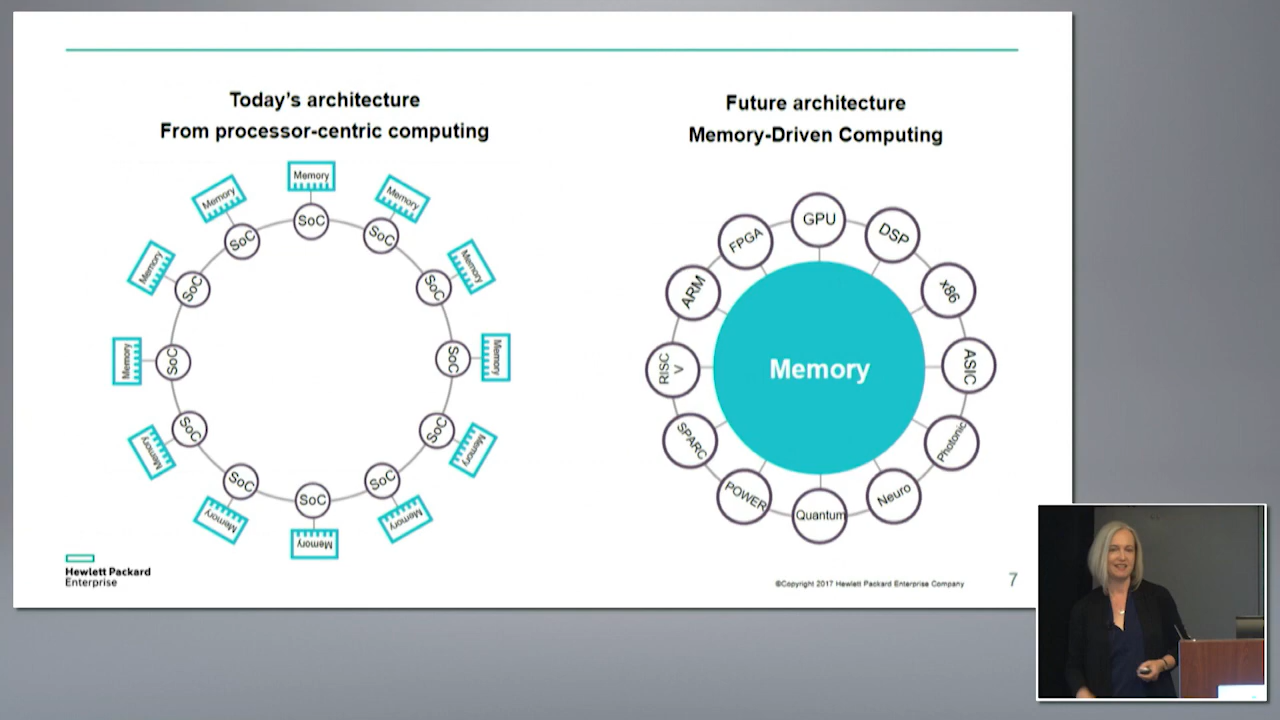 Today's architecture
From processor-centric computing
Memory
Memory
Memory
Memory
Memory
Memory
Memory
Memory
Memory
Memory
Memory
Memory
SoC
SoC
SoC
SoC
SoC
SoC
SoC
SoC
SoC
SoC
SoC
SoC
Future architecture
Memory-Driven Computing
GPU
DSP
x86
ASIC
Photonic
Neuro
Quantum
POWER
SPARC
RISC
V
ARM
FPGA
Memory
Hewlett Packard
Enterprise
©Copyright 2017 Hewlett Packard Enterprise Company
7